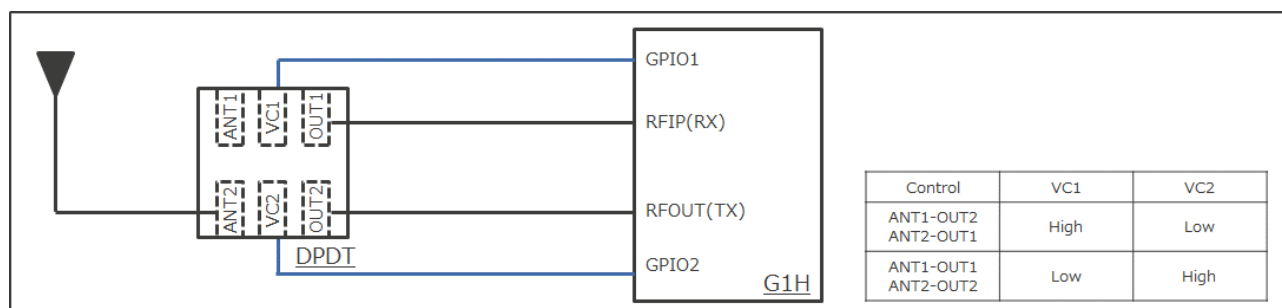 GPIO1
ANT1
VC1
OUT1
RFIP(RX)
ANT2
VC2
OUT2
RFOUT(TX)
DPDT
GPIO2
G1H
Control VC1 VC2
ANT1-OUT2
ANT2-OUT1
High Low
ANT1-OUT1
ANT2-OUT2
Low High